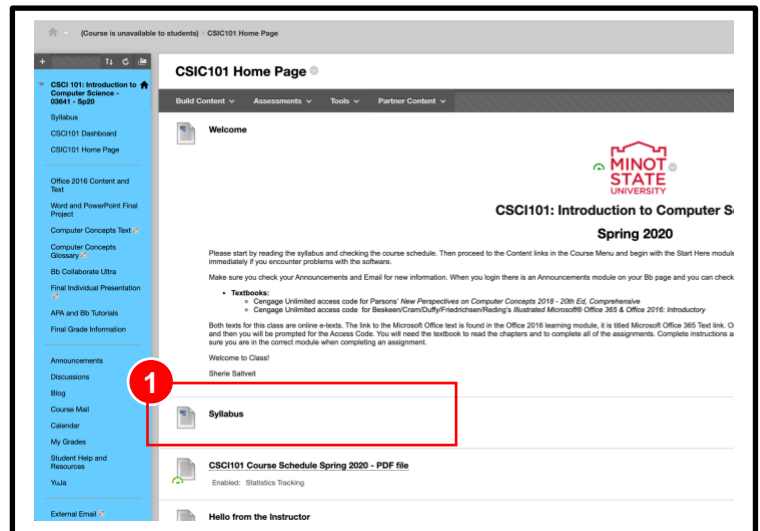 (Course is unavailable to students) > CSIC101 Home Page
CSCI 101: Introduction to
Computer Science -
03641 - Sp20
Syllabus
CSCI101 Dashboard
CSIC101 Home Page
Office 2016 Content and
Text
Word and PowerPoint Final
Project
Computer Concepts Text
Computer Concepts
Glossary
Bb Collaborate Ultra
Final Individual Presentation
APA and Bb Tutorials
Final Grade Information
Announcements
Discussions
Blog
Course Mail
Calendar
My Grades
Student Help and
Resources
YuJa
External Email
CSIC101 Home Page
Build Content
Assessments
Tools
Partner Content
Welcome
MINOT
STATE
UNIVERSITY
CSCI101: Introduction to Computer S
Spring 2020
Please start by reading the syllabus and checking the course schedule. Then proceed to the Content links in the Course Menu and begin with the Start Here module
immediately if you encounter problems with the software.
Make sure you check your Announcements and Email for new information. When you login there is an Announcements module on your Bb page and you can check
• Textbooks:
Cengage Unlimited access code for Parsons' New Perspectives on Computer Concepts 2018 - 20th Ed, Comprehensive
Cengage Unlimited access code for Beskeen/Cram/Duffy/Friedrichsen/Reding's Illustrated Microsoft® Office 365 & Office 2016: Introductory
Both texts for this class are online e-texts. The link to the Microsoft Office text is found in the Office 2016 learning module, it is titled Microsoft Office 365 Text link. O
and then you will be prompted for the Access Code. You will need the textbook to read the chapters and to complete all of the assignments. Complete instructions a
sure you are in the correct module when completing an assignment.
Welcome to Class!
Sherie Saltveit
1
Syllabus
CSCI101 Course Schedule Spring 2020 - PDF file
Enabled: Statistics Tracking
Hello from the Instructor